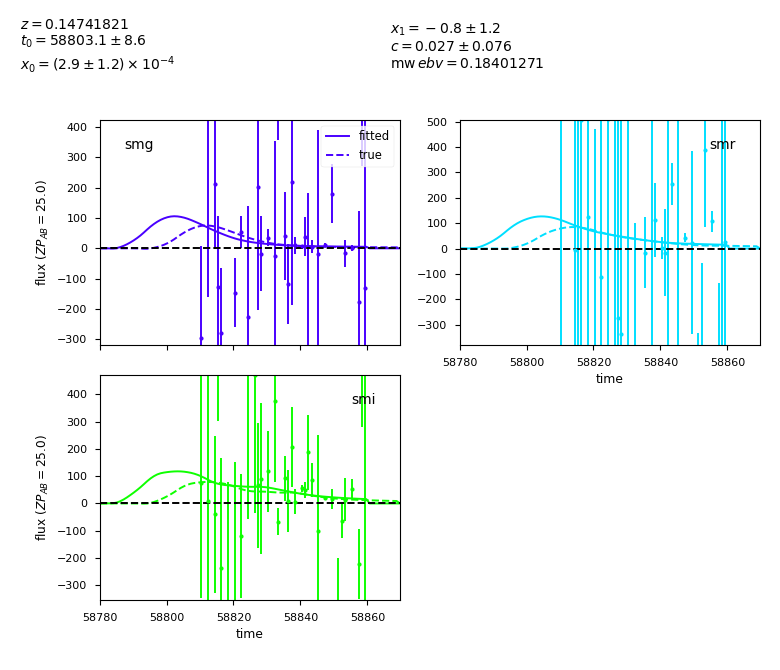 z = 0.14741821
t₀ = 58803.1 ± 8.6
x₀ = (2.9 ± 1.2) × 10⁻⁴
x₁ = −0.8 ± 1.2
c = 0.027 ± 0.076
mw ebv = 0.18401271
smg
fitted
true
400
300
200
100
0
−100
−200
−300
flux (ZP_AB = 25.0)
smr
500
400
300
200
100
0
−100
−200
−300
58780 58800 58820 58840 58860
time
smi
400
300
200
100
0
−100
−200
−300
flux (ZP_AB = 25.0)
58780 58800 58820 58840 58860
time